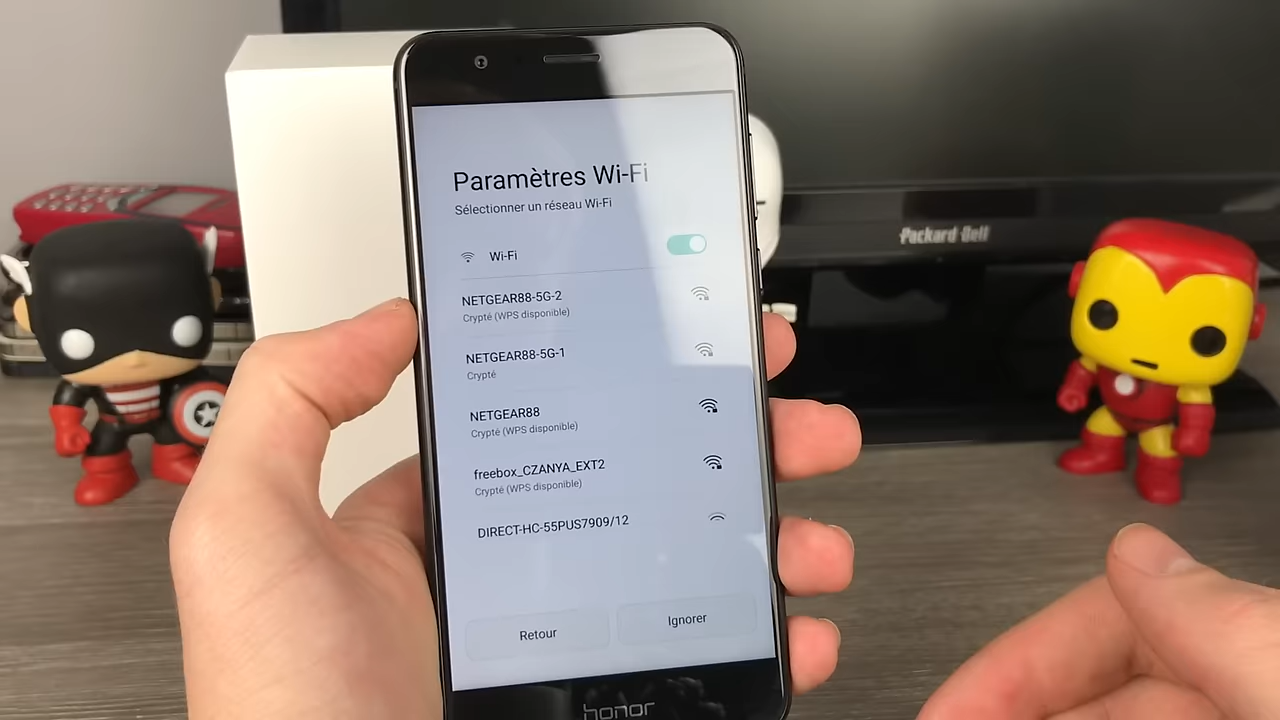 Paramètres Wi-Fi
Sélectionner un réseau Wi-Fi
Wi-Fi
NETGEAR88-5G-2
Crypté (WPS disponible)
NETGEAR88-5G-1
Crypté
NETGEAR88
Crypté (WPS disponible)
freebox_CZANYA_EXT2
Crypté (WPS disponible)
DIRECT-HC-55PUS7909/12
Retour
Ignorer
honor
Packard Bell